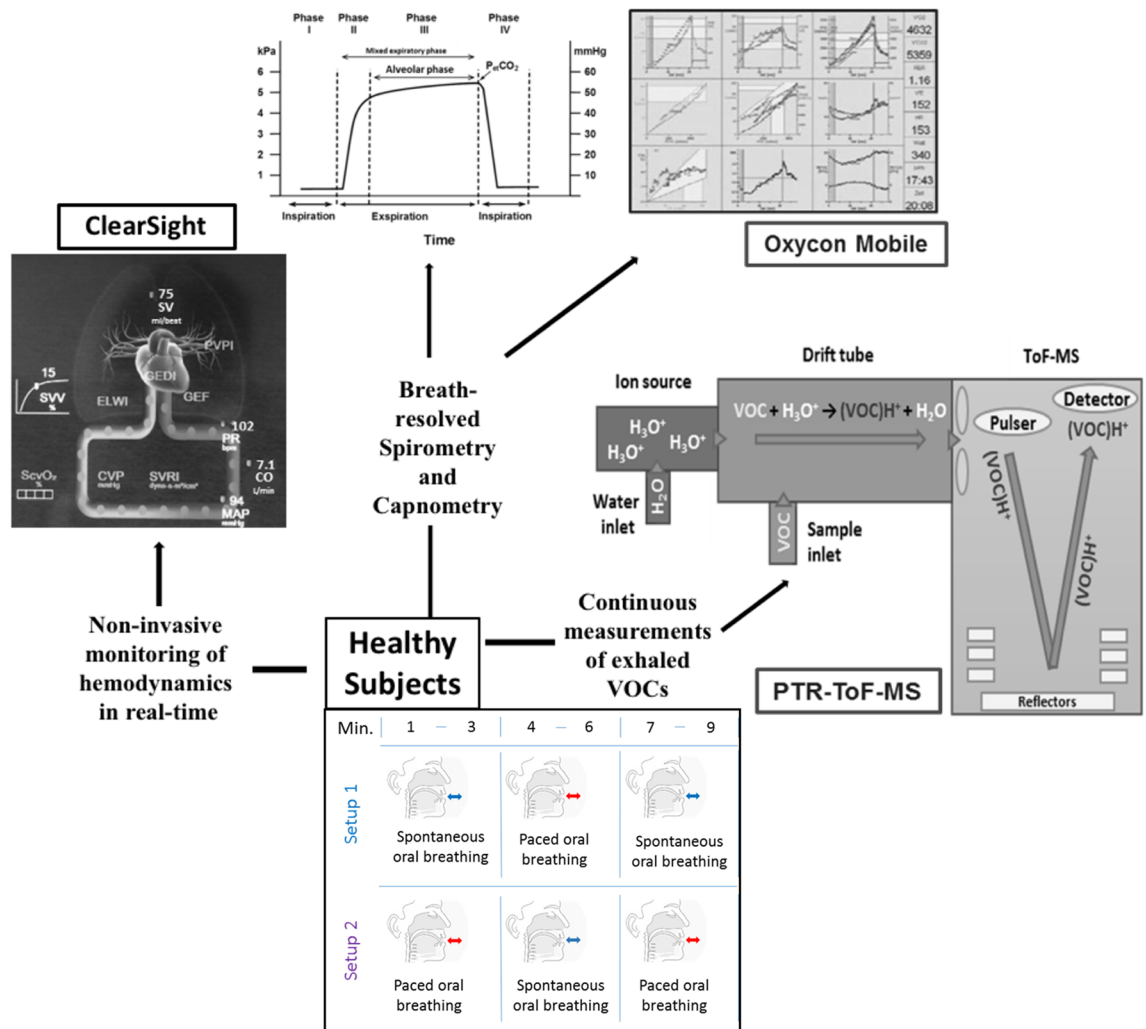 Phase Phase Phase Phase
I II III IV
kPa mmHg
Mixed expiratory phase
PetCO2
Alveolar phase
6 60
5 50
4 40
3 30
2 20
1 10
Inspiration Exspiration Inspiration
Time
4632
5359
1.16
152
153
340
17:43
20:08
Oxycon Mobile
ClearSight
75
SV
ml/beat
PVPI
GEDI
15
SVV
%
ELWI GEF
102
PR
bpm
7.1
CO
L/min
ScvO2
%
CVP
mmHg
SVRI
94
MAP
mmHg
Breath-
resolved
Spirometry
and
Capnometry
Ion source
H3O+
H3O+ H3O+
Water
inlet
H2O
Drift tube
VOC + H3O+ → (VOC)H+ + H2O
VOC
Sample
inlet
ToF-MS
Detector
Pulser
(VOC)H+
(VOC)H+
(VOC)H+
Reflectors
PTR-ToF-MS
Non-invasive
monitoring of
hemodynamics
in real-time
Healthy
Subjects
Continuous
measurements
of exhaled
VOCs
Min. 1 – 3 4 – 6 7 – 9
Setup 1
Spontaneous
oral breathing
Paced oral
breathing
Spontaneous
oral breathing
Setup 2
Paced oral
breathing
Spontaneous
oral breathing
Paced oral
breathing